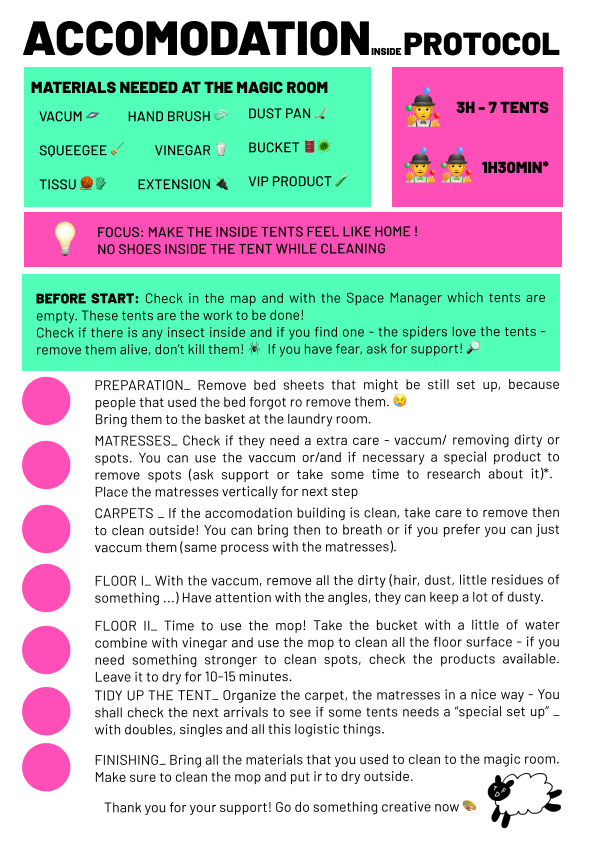 ACCOMODATION INSIDE PROTOCOL
MATERIALS NEEDED AT THE MAGIC ROOM
VACUM HAND BRUSH DUST PAN
SQUEEGEE VINEGAR BUCKET
TISSU EXTENSION VIP PRODUCT
3H - 7 TENTS
1H30MIN*
FOCUS: MAKE THE INSIDE TENTS FEEL LIKE HOME !
NO SHOES INSIDE THE TENT WHILE CLEANING
BEFORE START: Check in the map and with the Space Manager which tents are
empty. These tents are the work to be done!
Check if there is any insect inside and if you find one - the spiders love the tents -
remove them alive, don't kill them! 🕷 If you have fear, ask for support! 🔎
PREPARATION_ Remove bed sheets that might be still set up, because
people that used the bed forgot ro remove them. 😢
Bring them to the basket at the laundry room.
MATRESSES_ Check if they need a extra care - vaccum/ removing dirty or
spots. You can use the vaccum or/and if necessary a special product to
remove spots (ask support or take some time to research about it)*.
Place the matresses vertically for next step
CARPETS _ If the accomodation building is clean, take care to remove then
to clean outside! You can bring then to breath or if you prefer you can just
vaccum them (same process with the matresses).
FLOOR I_ With the vaccum, remove all the dirty (hair, dust, little residues of
something ...) Have attention with the angles, they can keep a lot of dusty.
FLOOR II_ Time to use the mop! Take the bucket with a little of water
combine with vinegar and use the mop to clean all the floor surface - if you
need something stronger to clean spots, check the products available.
Leave it to dry for 10-15 minutes.
TIDY UP THE TENT_ Organize the carpet, the matresses in a nice way - You
shall check the next arrivals to see if some tents needs a "special set up" _
with doubles, singles and all this logistic things.
FINISHING_ Bring all the materials that you used to clean to the magic room.
Make sure to clean the mop and put ir to dry outside.
Thank you for your support! Go do something creative now 🎨